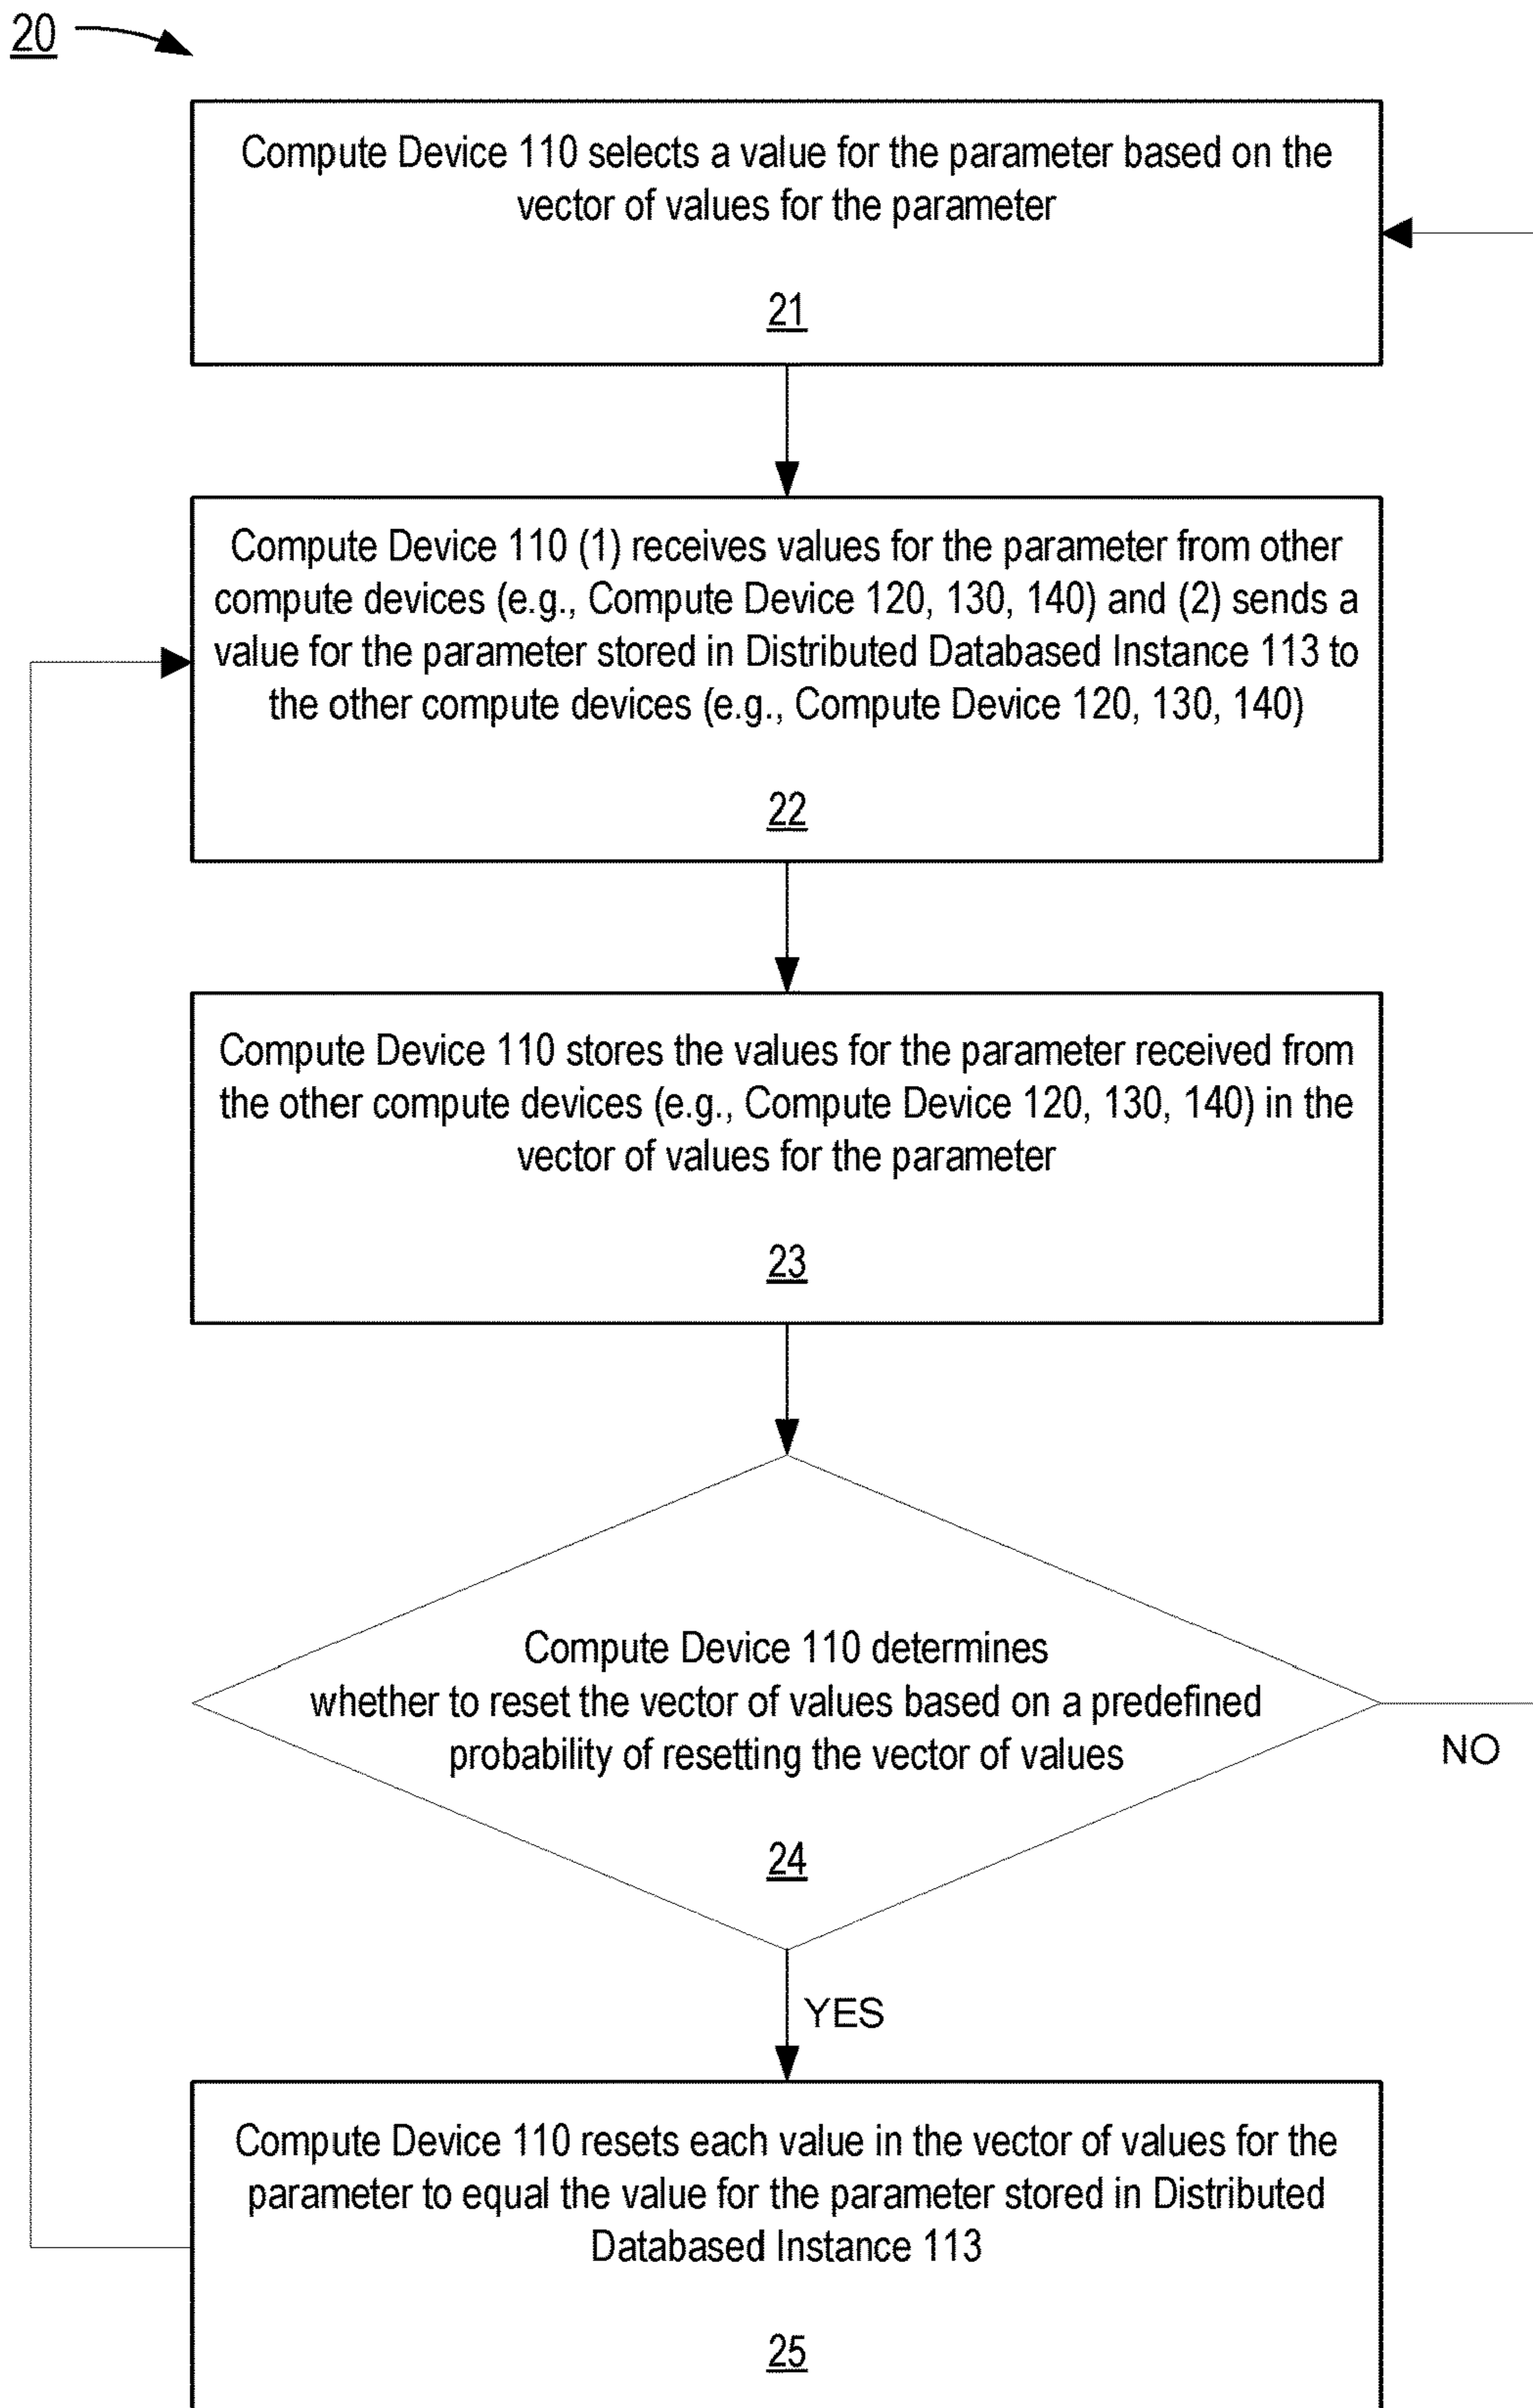 20
Compute Device 110 selects a value for the parameter based on the
vector of values for the parameter
21
Compute Device 110 (1) receives values for the parameter from other
compute devices (e.g., Compute Device 120, 130, 140) and (2) sends a
value for the parameter stored in Distributed Databased Instance 113 to
the other compute devices (e.g., Compute Device 120, 130, 140)
22
Compute Device 110 stores the values for the parameter received from
the other compute devices (e.g., Compute Device 120, 130, 140) in the
vector of values for the parameter
23
Compute Device 110 determines
whether to reset the vector of values based on a predefined
probability of resetting the vector of values
24
NO
YES
Compute Device 110 resets each value in the vector of values for the
parameter to equal the value for the parameter stored in Distributed
Databased Instance 113
25